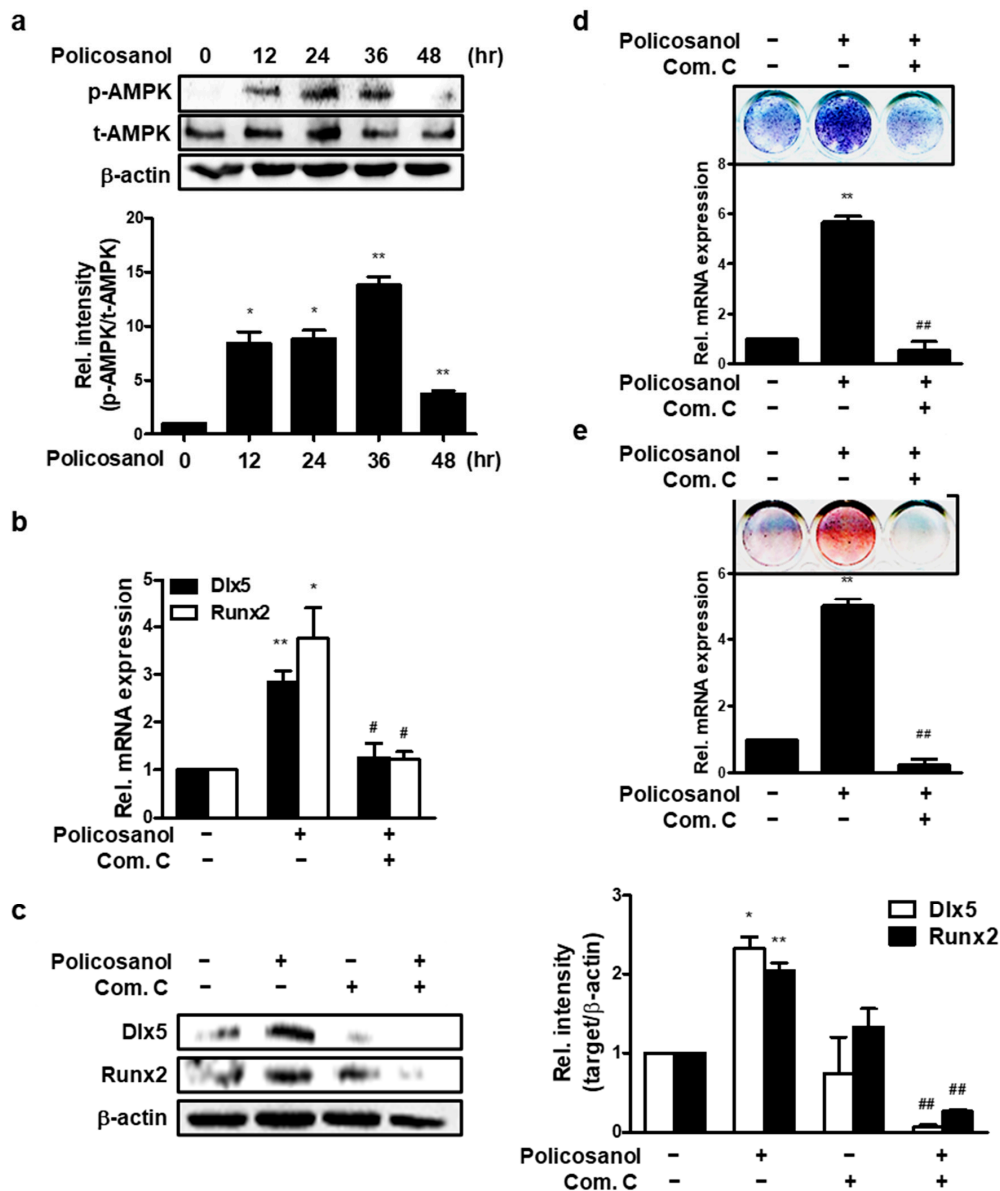 a
Policosanol 0 12 24 36 48 (hr)
p-AMPK
t-AMPK
β-actin
20
15
10
5
0
Rel. intensity
(p-AMPK/t-AMPK)
* * ** **
Policosanol 0 12 24 36 48 (hr)
b
Dlx5
Runx2
5
4
3
2
1
0
Rel. mRNA expression
** * # #
Policosanol – + +
Com. C – – +
c
Policosanol – + – +
Com. C – – + +
Dlx5
Runx2
β-actin
3
2
1
0
Rel. intensity
(target/β-actin)
Dlx5
Runx2
* ** ## ##
Policosanol – + – +
Com. C – – + +
d
Policosanol – + +
Com. C – – +
8
6
4
2
0
Rel. mRNA expression
** ##
Policosanol – + +
Com. C – – +
e
Policosanol – + +
Com. C – – +
6
4
2
0
Rel. mRNA expression
** ##
Policosanol – + +
Com. C – – +